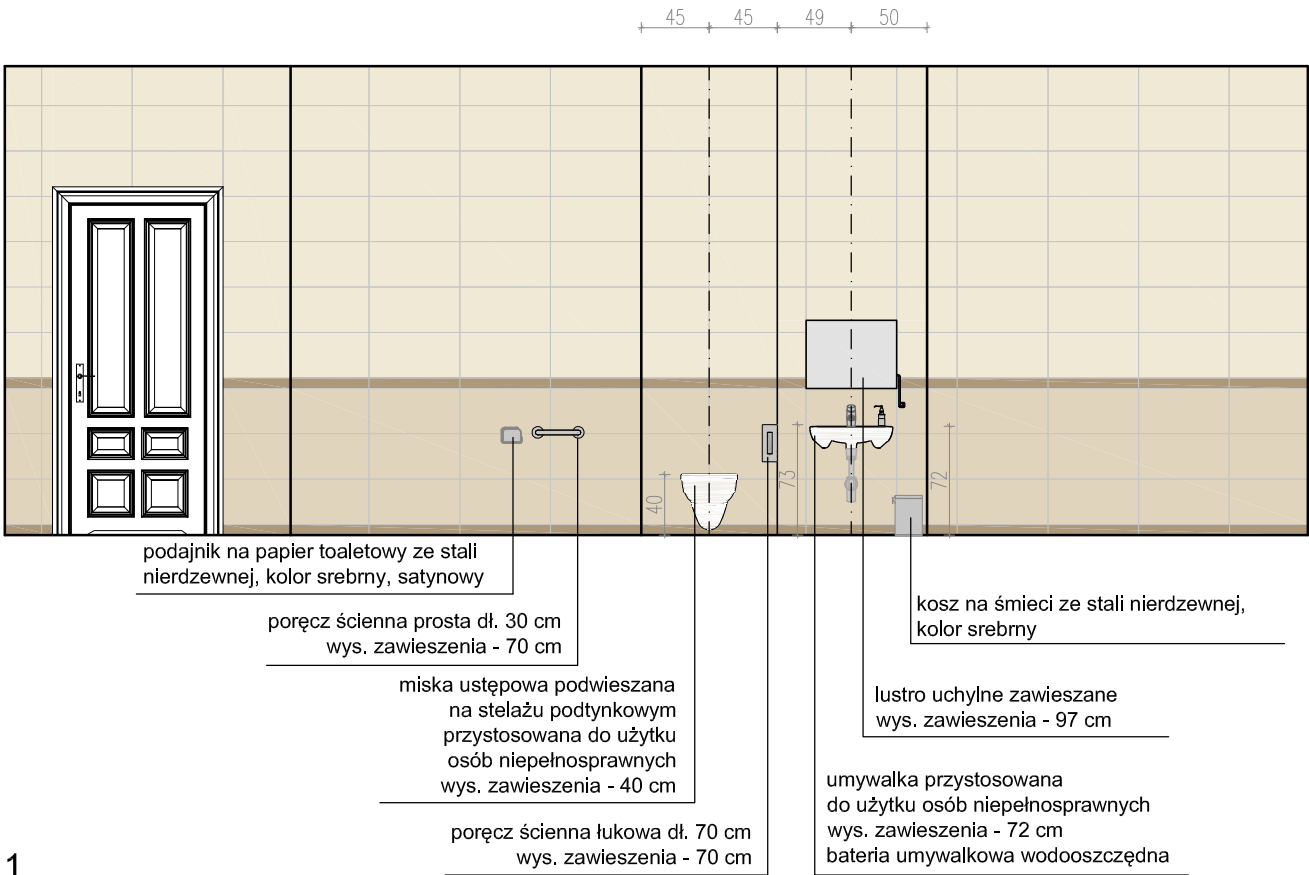 45 45 49 50
40
73
72
podajnik na papier toaletowy ze stali
nierdzewnej, kolor srebrny, satynowy
poręcz ścienna prosta dł. 30 cm
wys. zawieszenia - 70 cm
miska ustępowa podwieszana
na stelażu podtynkowym
przystosowana do użytku
osób niepełnosprawnych
wys. zawieszenia - 40 cm
poręcz ścienna łukowa dł. 70 cm
wys. zawieszenia - 70 cm
kosz na śmieci ze stali nierdzewnej,
kolor srebrny
lustro uchylne zawieszane
wys. zawieszenia - 97 cm
umywalka przystosowana
do użytku osób niepełnosprawnych
wys. zawieszenia - 72 cm
bateria umywalkowa wodooszczędna
1